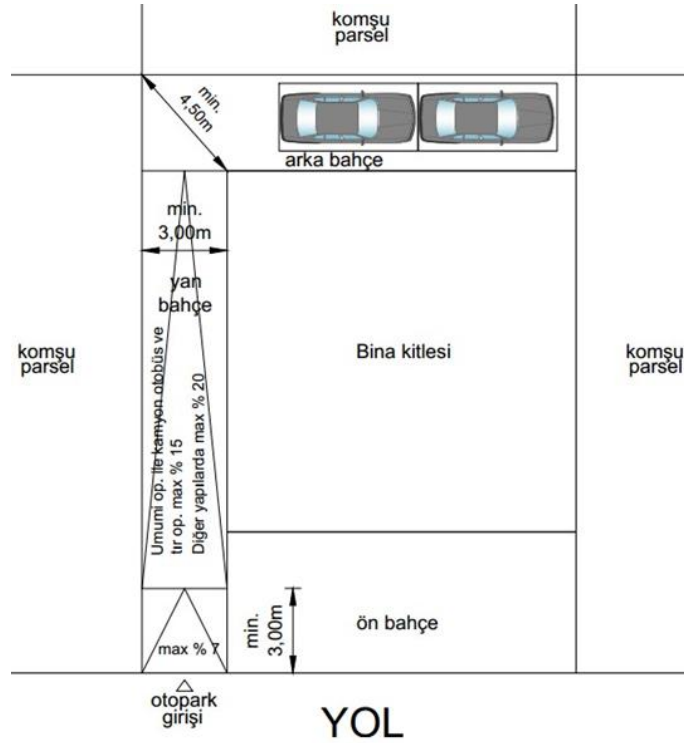 komşu
parsel
min.
4,50m
arka bahçe
min.
3,00m
yan
bahçe
komşu
parsel
Bina kitlesi
komşu
parsel
Umumi op. ile kamyon otobüs ve
tır op. max % 15
Diğer yapılarda max % 20
min.
3,00m
ön bahçe
max % 7
otopark
girişi
YOL